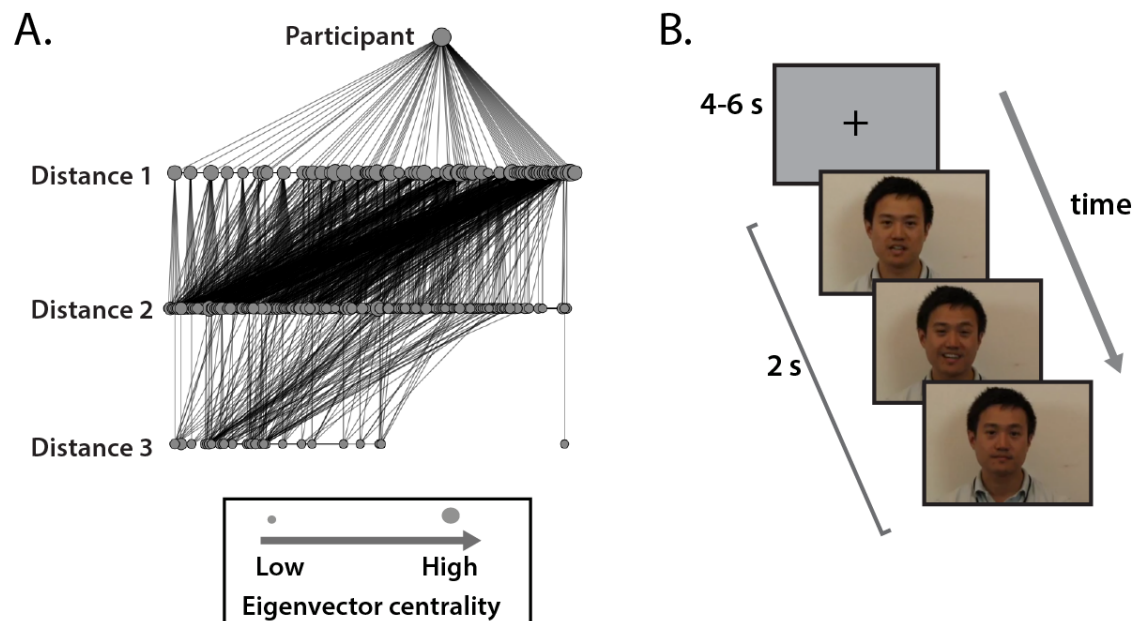 A.
Participant
Distance 1
Distance 2
Distance 3
Low
High
Eigenvector centrality
B.
4-6 s
time
2 s